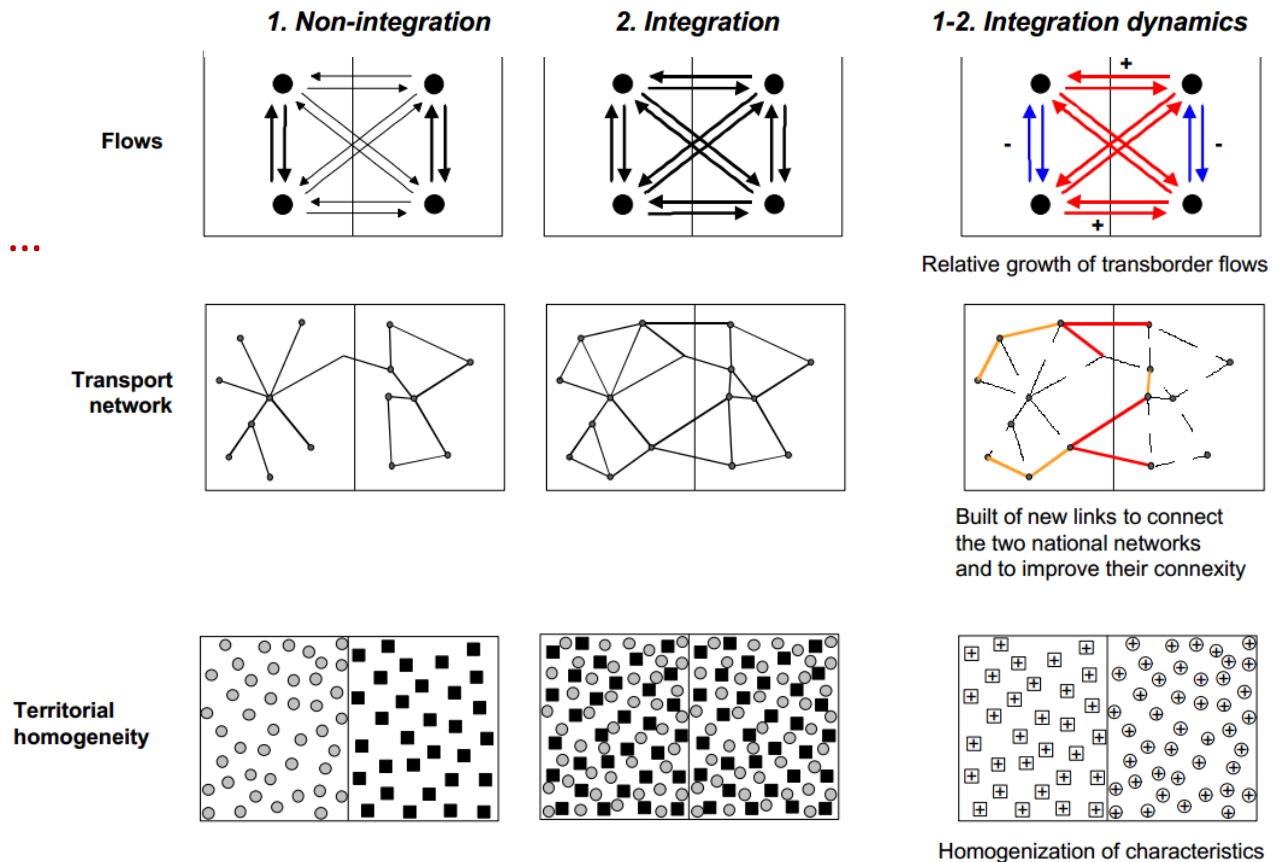 1. Non-integration
2. Integration
1-2. Integration dynamics
Flows
+
-
-
+
...
Relative growth of transborder flows
Transport
network
Built of new links to connect
the two national networks
and to improve their connexity
Territorial
homogeneity
Homogenization of characteristics